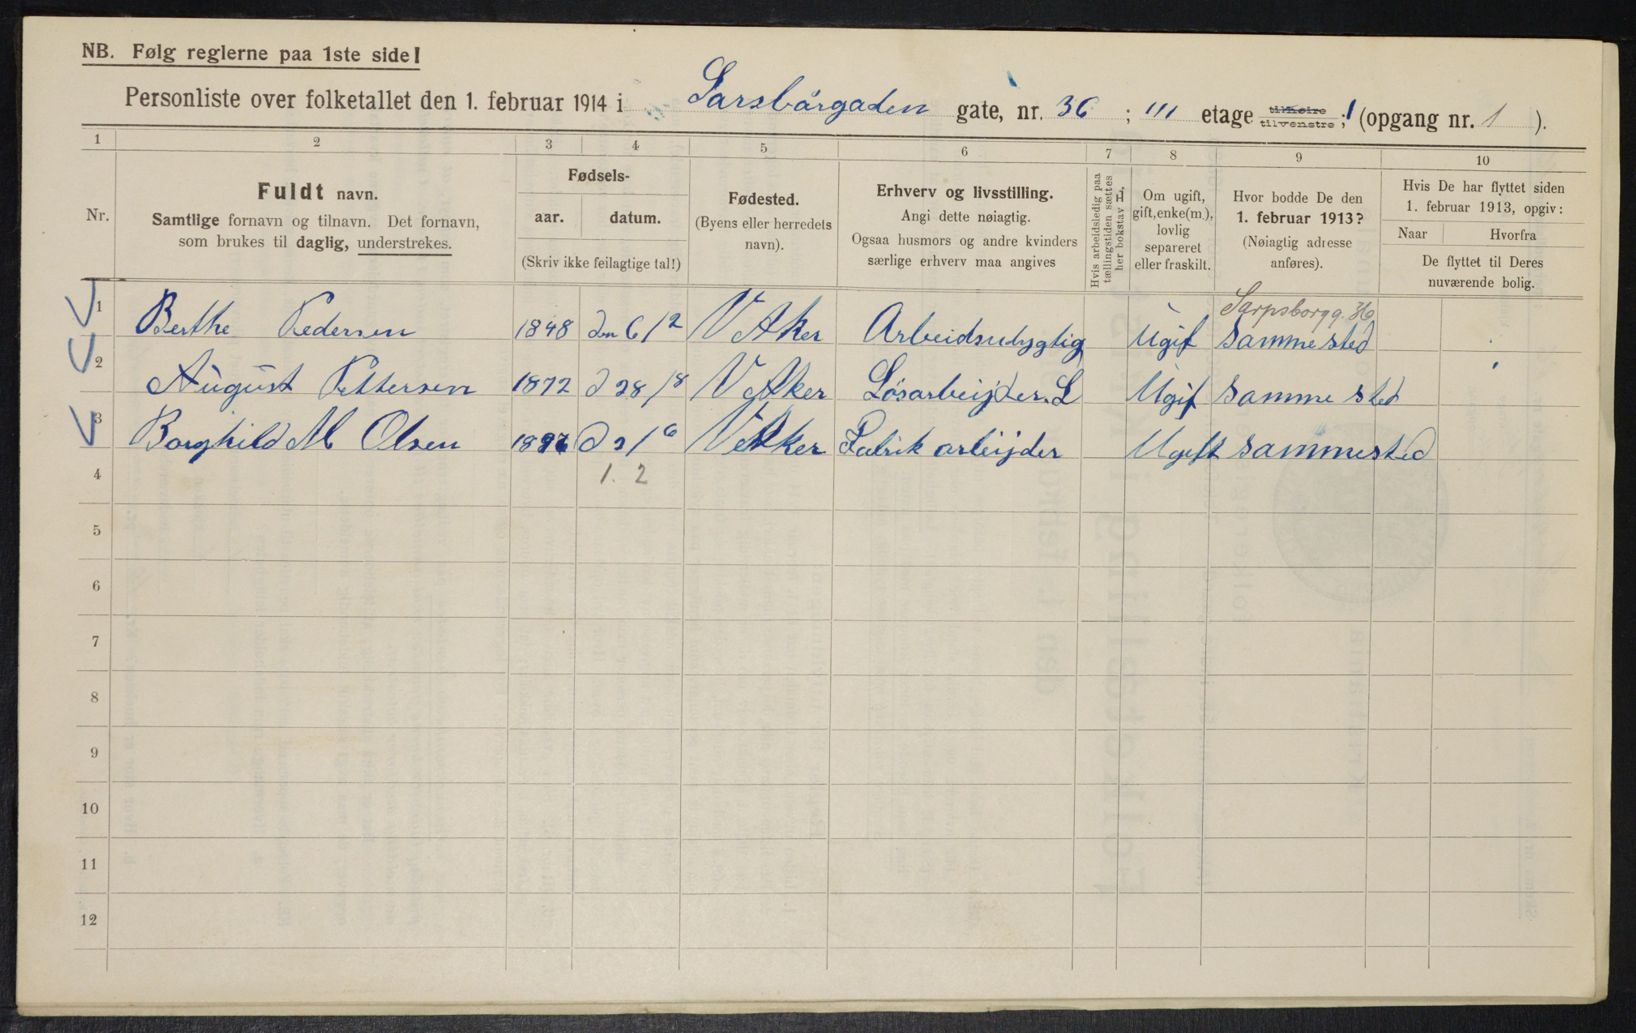 NB. Følg reglerne paa 1ste side!
Personliste over folketallet den 1. februar 1914 i Sarsbårgaden gate, nr. 36 ; III etage tilhøire tilvenstre ; 1 (opgang nr. 1 ).
1 2 3 4 5 6 7 8 9 10
Nr.
Fuldt navn.
Samtlige fornavn og tilnavn. Det fornavn,
som brukes til daglig, understrekes.
Fødsels-
aar. datum.
(Skriv ikke feilagtige tal!)
Fødested.
(Byens eller herredets
navn).
Erhverv og livsstilling.
Angi dette nøiagtig.
Ogsaa husmors og andre kvinders
særlige erhverv maa angives
Hvis arbeidsledig paa
tællingstiden sættes
her bokstav L.
Om ugift,
gift, enke(m.),
lovlig
separeret
eller fraskilt.
Hvor bodde De den
1. februar 1913?
(Nøiagtig adresse
anføres).
Hvis De har flyttet siden
1. februar 1913, opgiv:
Naar Hvorfra
De flyttet til Deres
nuværende bolig.
Sarpsborgg. 36
1 Berthe Pedersen 1848 den 6/2 V Aker Arbeidsudygtig Ugif sammested
2 August Pettersen 1872 d 28/8 V Aker Løsarbeijder. L Ugif samme sted
3 Borghild M Olsen 1897 d 21/6 V Aker Fabrik arbeijder Ugift sammested
4 1. 2
5
6
7
8
9
10
11
12